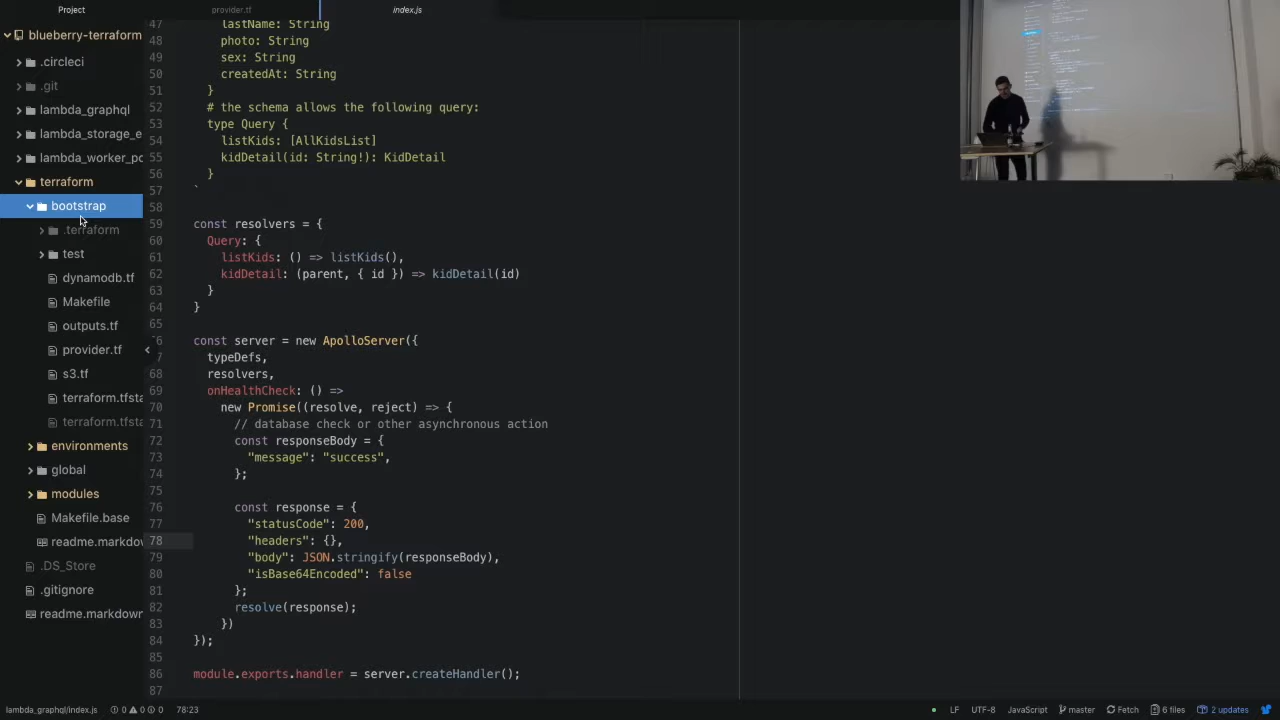 Project
provider.tf
index.js
blueberry-terraform
.circleci
.git
lambda_graphql
lambda_storage_e
lambda_worker_po
terraform
bootstrap
.terraform
test
dynamodb.tf
Makefile
outputs.tf
provider.tf
s3.tf
terraform.tfsta
terraform.tfsta
environments
global
modules
Makefile.base
readme.markdow
.DS_Store
.gitignore
readme.markdown
47 lastName: String
48 photo: String
49 sex: String
50 createdAt: String
51 }
52 # the schema allows the following query:
53 type Query {
54 listKids: [AllKidsList]
55 kidDetail(id: String!): KidDetail
56 }
57 `
58
59 const resolvers = {
60 Query: {
61 listKids: () => listKids(),
62 kidDetail: (parent, { id }) => kidDetail(id)
63 }
64 }
65
66 const server = new ApolloServer({
67 typeDefs,
68 resolvers,
69 onHealthCheck: () =>
70 new Promise((resolve, reject) => {
71 // database check or other asynchronous action
72 const responseBody = {
73 "message": "success",
74 };
75
76 const response = {
77 "statusCode": 200,
78 "headers": {},
79 "body": JSON.stringify(responseBody),
80 "isBase64Encoded": false
81 };
82 resolve(response);
83 })
84 });
85
86 module.exports.handler = server.createHandler();
87
lambda_graphql/index.js 0 0 0 78:23 LF UTF-8 JavaScript master Fetch 6 files 2 updates